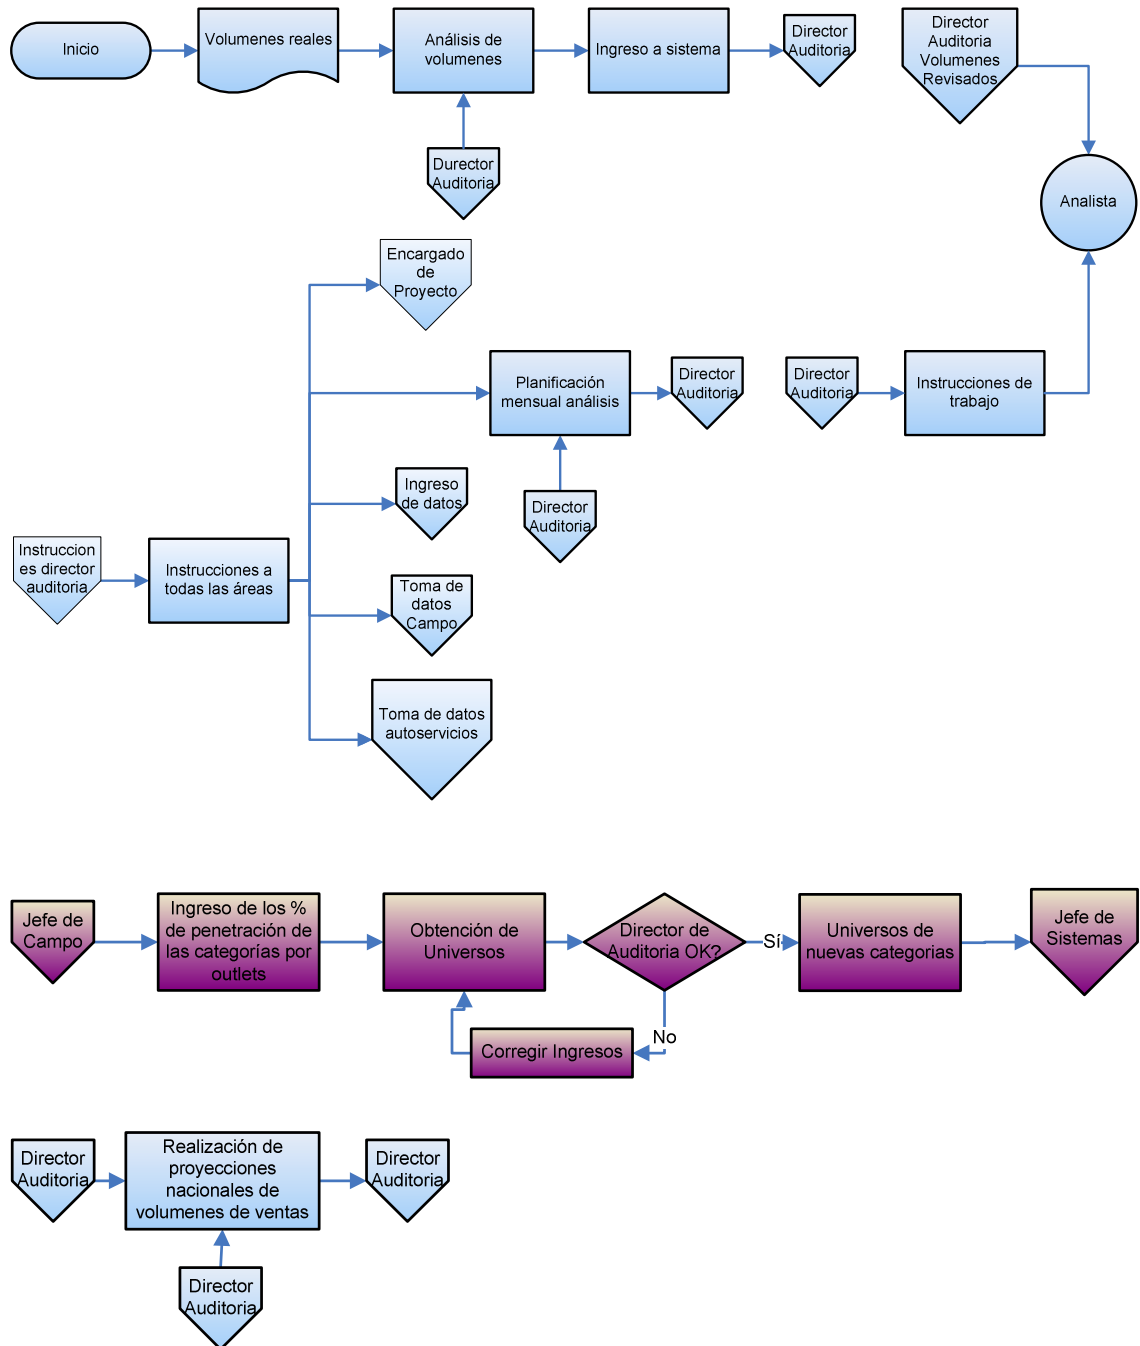 Inicio
Volumenes reales
Análisis de
volumenes
Ingreso a sistema
Director
Auditoria
Director
Auditoria
Volumenes
Revisados
Durector
Auditoria
Analista
Encargado
de
Proyecto
Planificación
mensual análisis
Director
Auditoria
Director
Auditoria
Instrucciones de
trabajo
Ingreso
de datos
Director
Auditoria
Instruccion
es director
auditoria
Instrucciones a
todas las áreas
Toma de
datos
Campo
Toma de datos
autoservicios
Jefe de
Campo
Ingreso de los %
de penetración de
las categorías por
outlets
Obtención de
Universos
Director de
Auditoria OK?
Sí
Universos de
nuevas categorias
Jefe de
Sistemas
No
Corregir Ingresos
Director
Auditoria
Realización de
proyecciones
nacionales de
volumenes de ventas
Director
Auditoria
Director
Auditoria